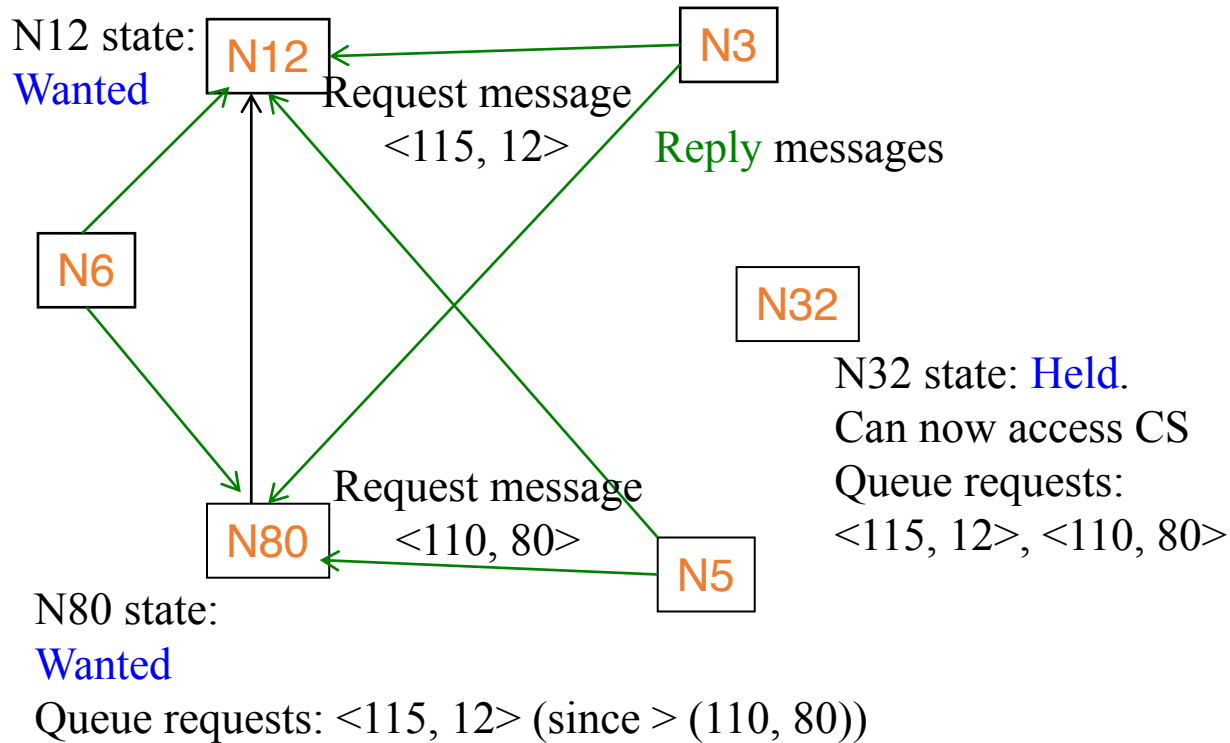 N12 state:
Wanted
N12
N3
Request message
<115, 12>
Reply messages
N6
N32
N32 state: Held.
Can now access CS
Queue requests:
<115, 12>, <110, 80>
Request message
<110, 80>
N80
N5
N80 state:
Wanted
Queue requests: <115, 12> (since > (110, 80))